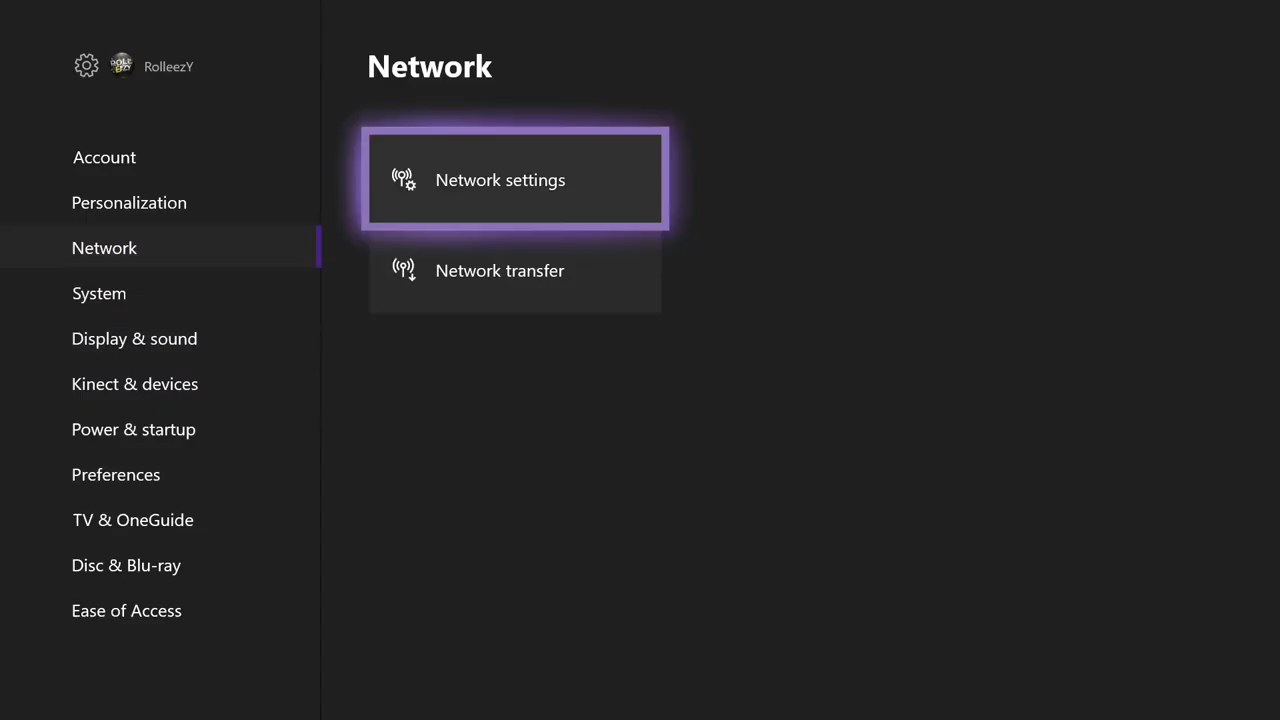 RolleezY
Account
Personalization
Network
System
Display & sound
Kinect & devices
Power & startup
Preferences
TV & OneGuide
Disc & Blu-ray
Ease of Access
Network
Network settings
Network transfer